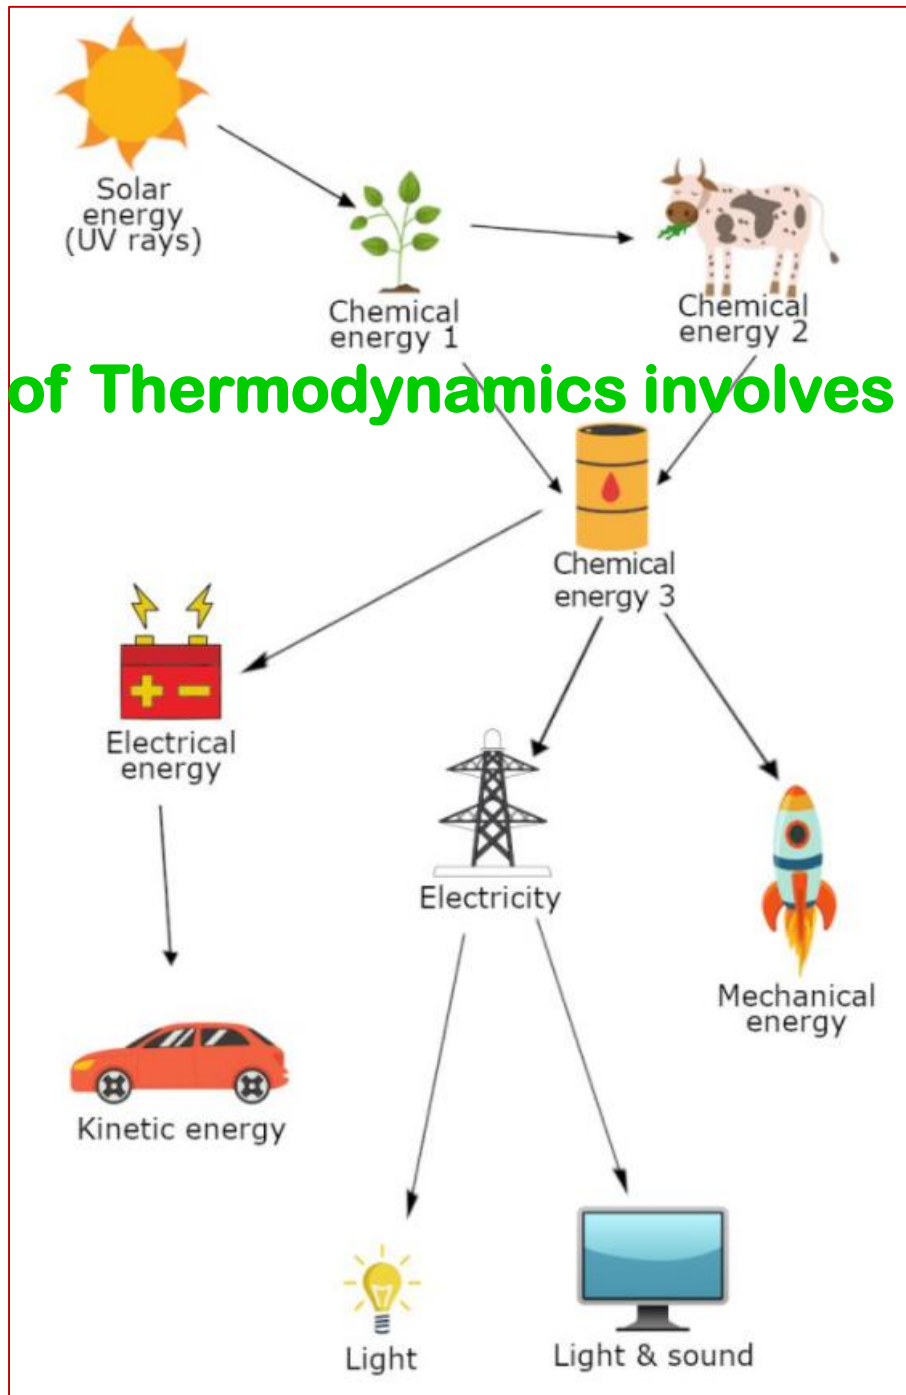 Solar
energy
(UV rays)
Chemical
energy 1
Chemical
energy 2
of Thermodynamics involves
Chemical
energy 3
Electrical
energy
Electricity
Mechanical
energy
Kinetic energy
Light
Light & sound